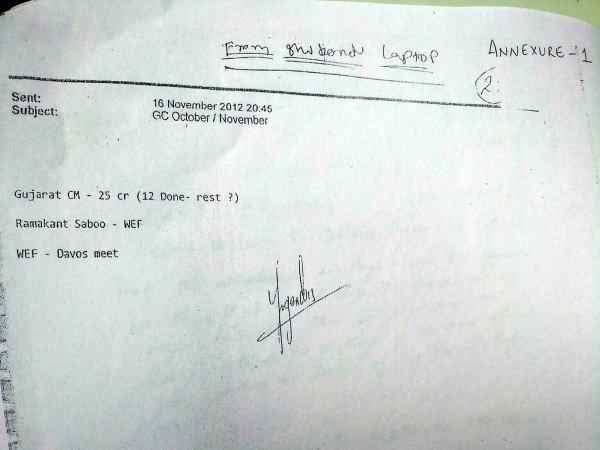 From Shubhendu Laptop ANNEXURE - 1
2.
Sent: 16 November 2012 20:45
Subject: GC October / November
Gujarat CM - 25 cr (12 Done- rest ?)
Ramakant Saboo - WEF
WEF - Davos meet